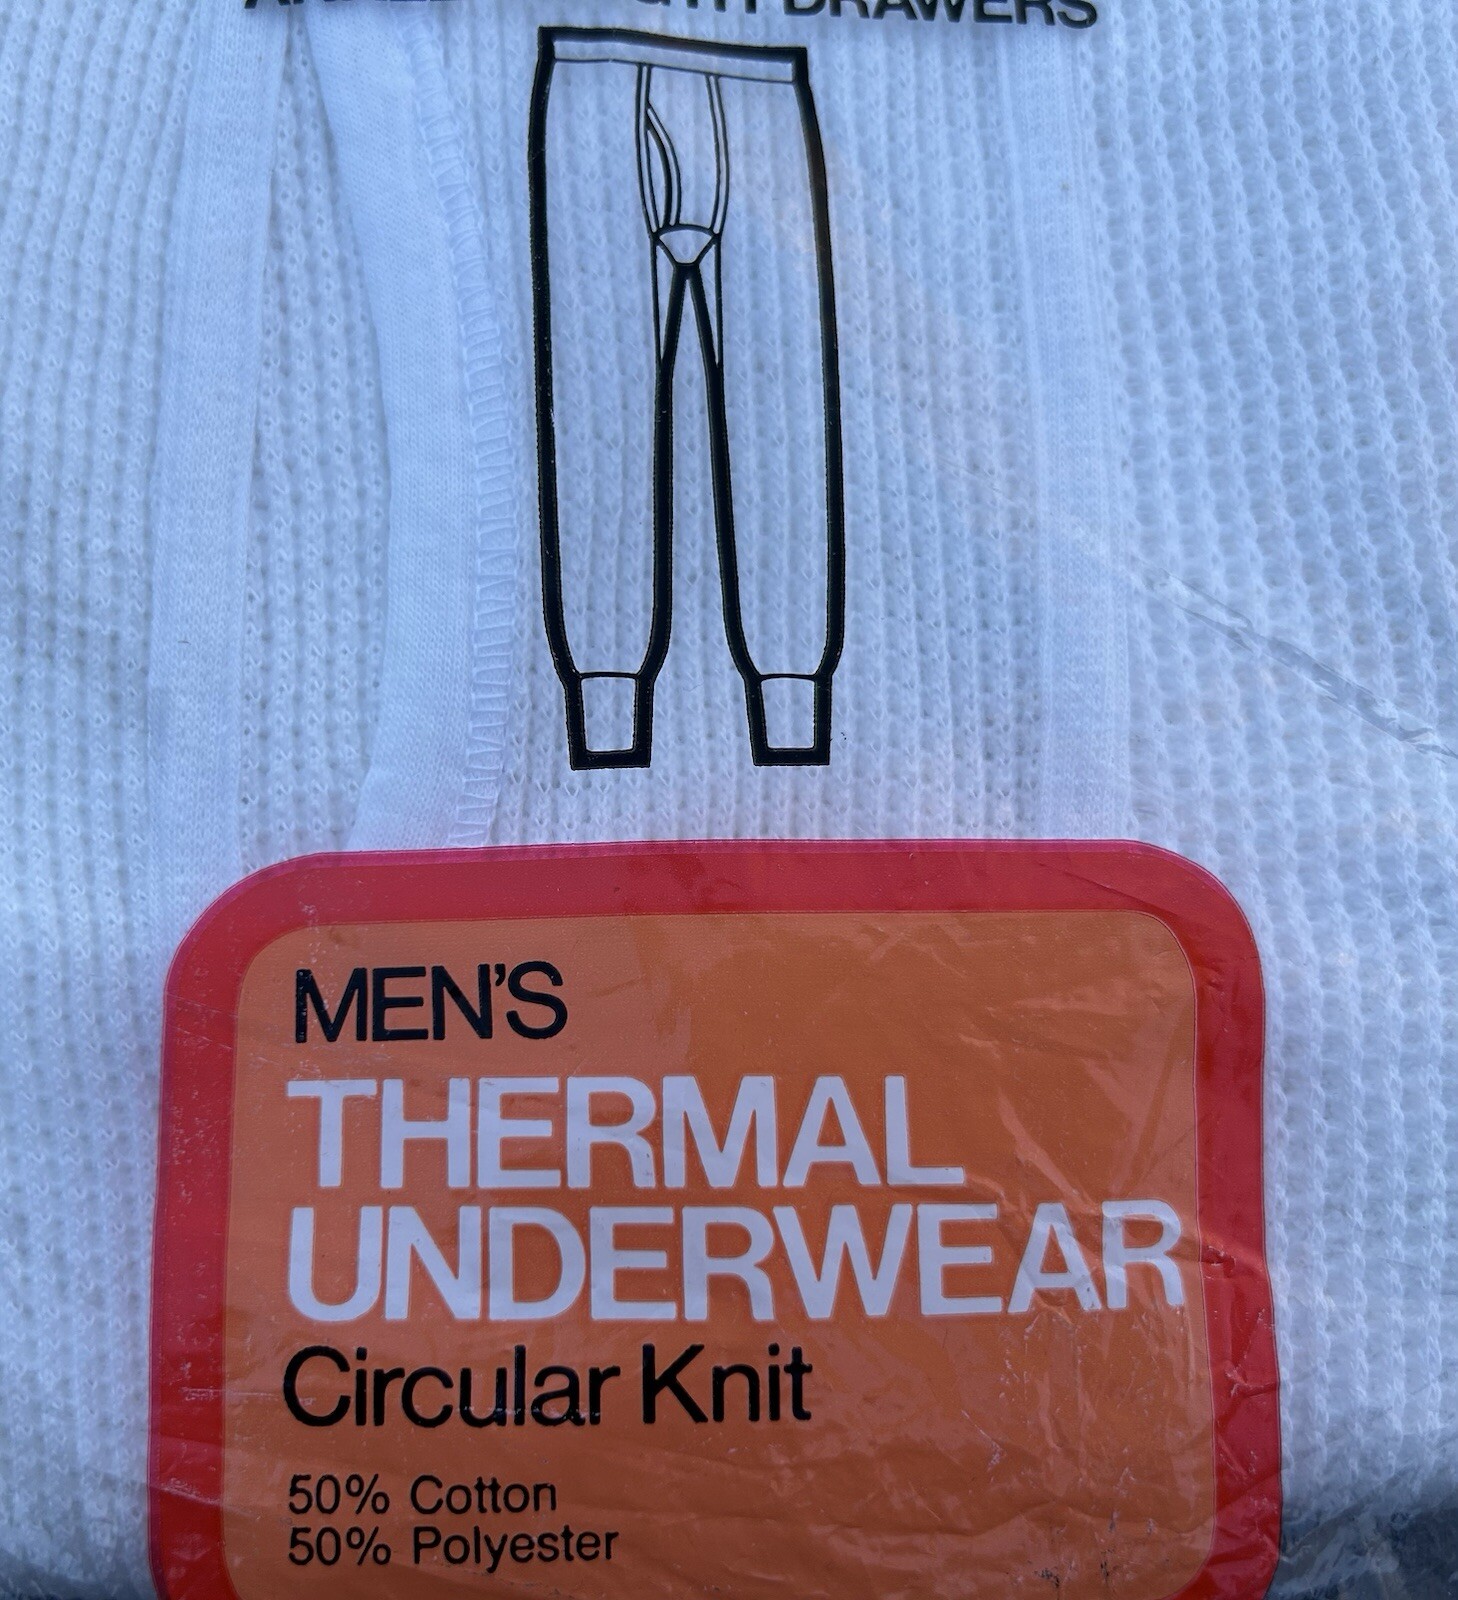 DRAWERS
MEN'S
THERMAL
UNDERWEAR
Circular Knit
50% Cotton
50% Polyester